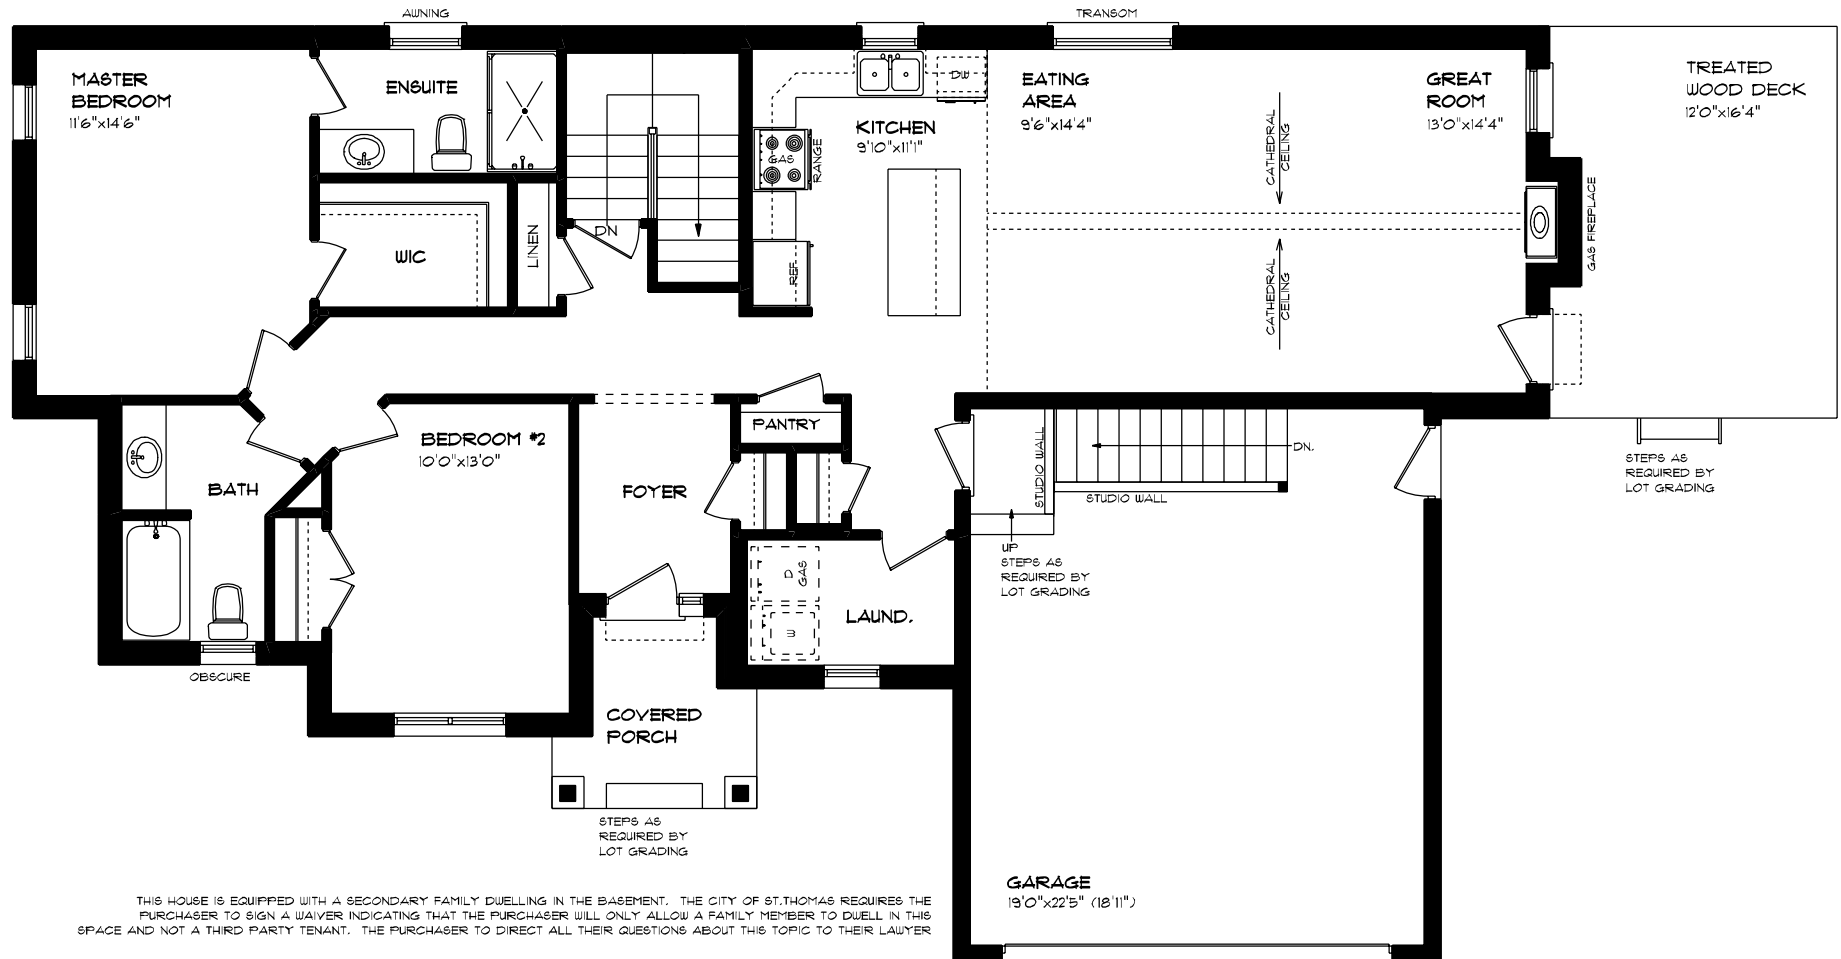 AWNING
TRANSOM
MASTER
BEDROOM
11'6"x14'6"
ENSUITE
KITCHEN
9'10"x11'1"
GAS
RANGE
DW
REF.
EATING
AREA
9'6"x14'4"
CATHEDRAL
CEILING
CATHEDRAL
CEILING
GREAT
ROOM
13'0"x14'4"
GAS FIREPLACE
TREATED
WOOD DECK
12'0"x16'4"
WIC
LINEN
DN
BEDROOM #2
10'0"x13'0"
BATH
OBSCURE
FOYER
PANTRY
D
GAS
W
LAUND.
STUDIO WALL
DN.
STUDIO WALL
UP
STEPS AS
REQUIRED BY
LOT GRADING
STEPS AS
REQUIRED BY
LOT GRADING
COVERED
PORCH
STEPS AS
REQUIRED BY
LOT GRADING
GARAGE
19'0"x22'5" (18'11")
THIS HOUSE IS EQUIPPED WITH A SECONDARY FAMILY DWELLING IN THE BASEMENT. THE CITY OF ST.THOMAS REQUIRES THE
PURCHASER TO SIGN A WAIVER INDICATING THAT THE PURCHASER WILL ONLY ALLOW A FAMILY MEMBER TO DWELL IN THIS
SPACE AND NOT A THIRD PARTY TENANT. THE PURCHASER TO DIRECT ALL THEIR QUESTIONS ABOUT THIS TOPIC TO THEIR LAWYER